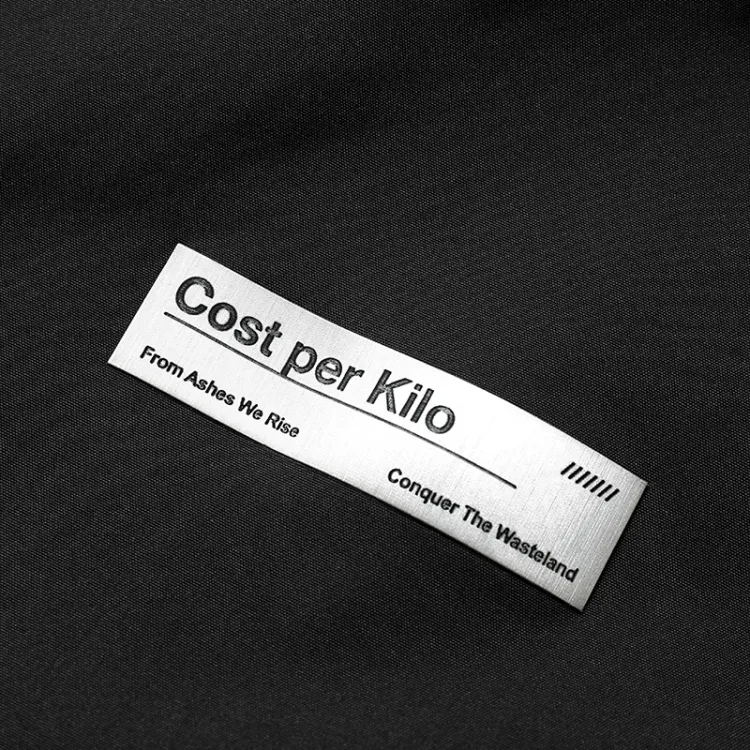 Cost per Kilo
From Ashes We Rise
Conquer The Wasteland